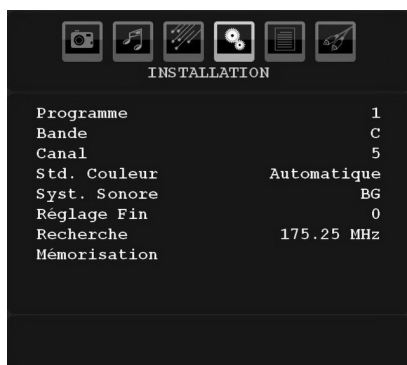 INSTALLATION
Programme 1
Bande C
Canal 5
Std. Couleur Automatique
Syst. Sonore BG
Réglage Fin 0
Recherche 175.25 MHz
Mémorisation